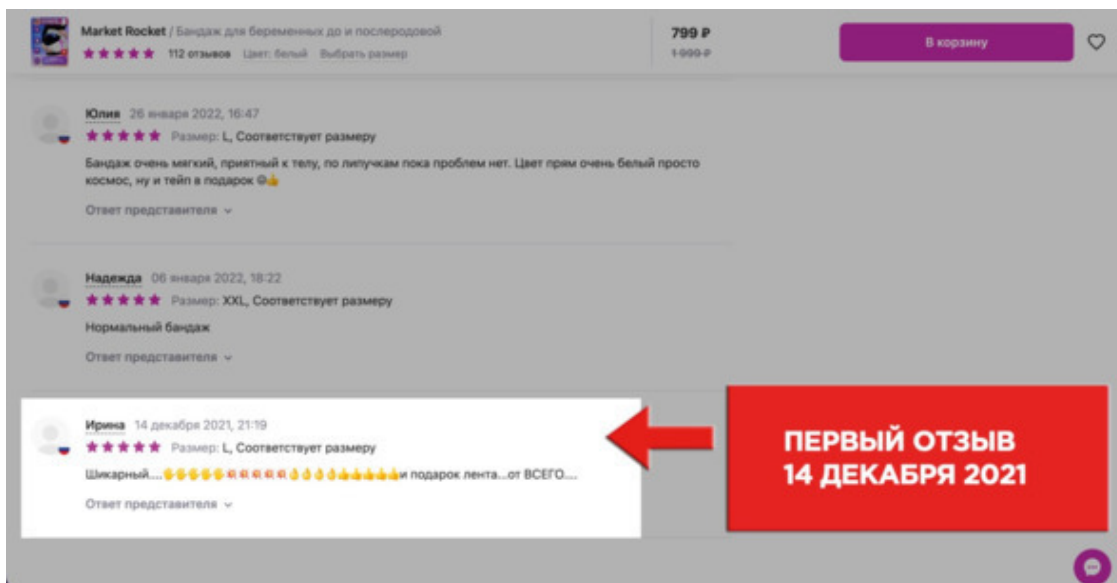 Market Rocket / Бандаж для беременных до и послеродовой
799 ₽
В корзину
112 отзывов Цвет: белый Выбрать размер
1 999 ₽
Юлия 26 января 2022, 16:47
Размер: L, Соответствует размеру
Бандаж очень мягкий, приятный к телу, по липучкам пока проблем нет. Цвет прям очень белый просто
космос, ну и тейп в подарок ☺👍
Ответ представителя
Надежда 06 января 2022, 18:22
Размер: XXL, Соответствует размеру
Нормальный бандаж
Ответ представителя
Ирина 14 декабря 2021, 21:19
Размер: L, Соответствует размеру
Шикарный....🖐🖐🖐🖐🖐💥💥💥💥💥👌👌👌👌👍👍👍👍👍и подарок лента...от ВСЕГО....
Ответ представителя
ПЕРВЫЙ ОТЗЫВ
14 ДЕКАБРЯ 2021